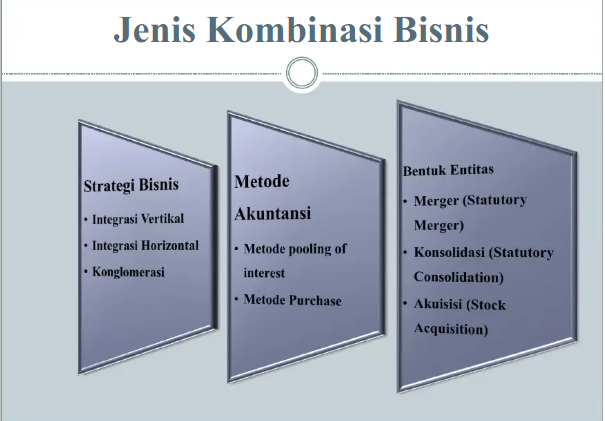 Jenis Kombinasi Bisnis
Strategi Bisnis
• Integrasi Vertikal
• Integrasi Horizontal
• Konglomerasi
Metode
Akuntansi
• Metode pooling of
interest
• Metode Purchase
Bentuk Entitas
• Merger (Statutory
Merger)
• Konsolidasi (Statutory
Consolidation)
• Akuisisi (Stock
Acquisition)